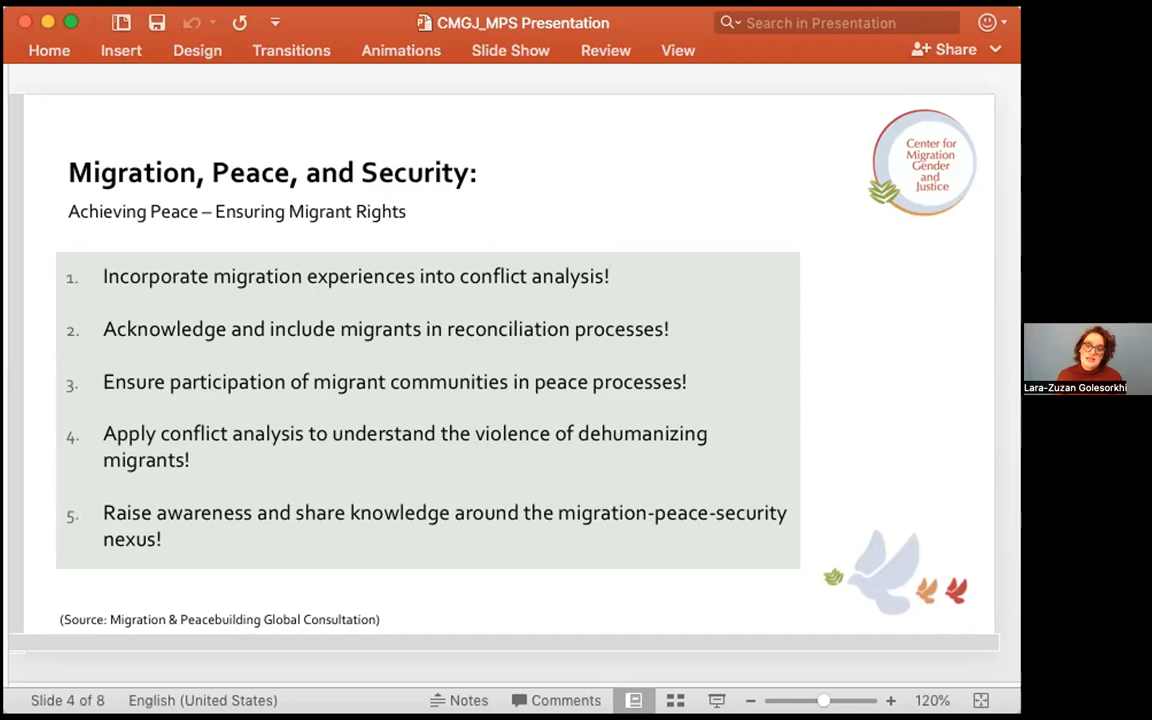 CMGJ_MPS Presentation
Search in Presentation
Home Insert Design Transitions Animations Slide Show Review View Share
Center for
Migration
Gender
and
Justice
Migration, Peace, and Security:
Achieving Peace – Ensuring Migrant Rights
1. Incorporate migration experiences into conflict analysis!
2. Acknowledge and include migrants in reconciliation processes!
3. Ensure participation of migrant communities in peace processes!
4. Apply conflict analysis to understand the violence of dehumanizing
migrants!
5. Raise awareness and share knowledge around the migration-peace-security
nexus!
(Source: Migration & Peacebuilding Global Consultation)
Lara-Zuzan Golesorkhi
Slide 4 of 8 English (United States) Notes Comments 120%